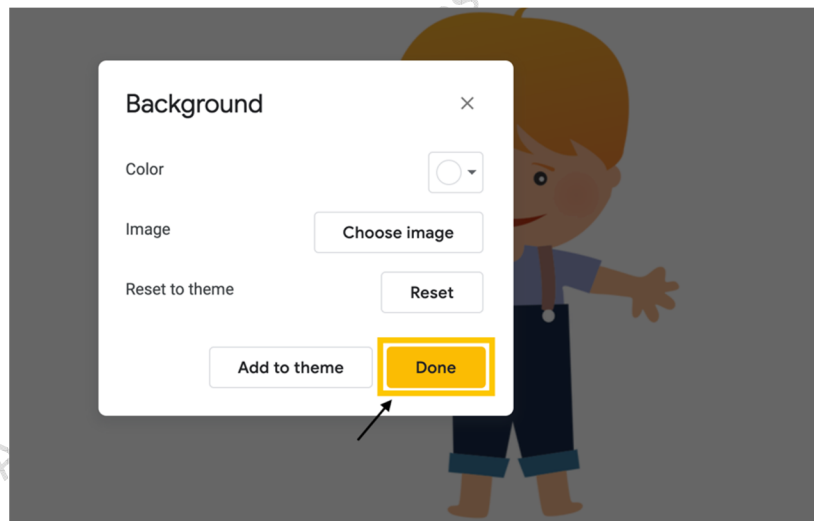 Background
Color
Image
Choose image
Reset to theme
Reset
Add to theme
Done